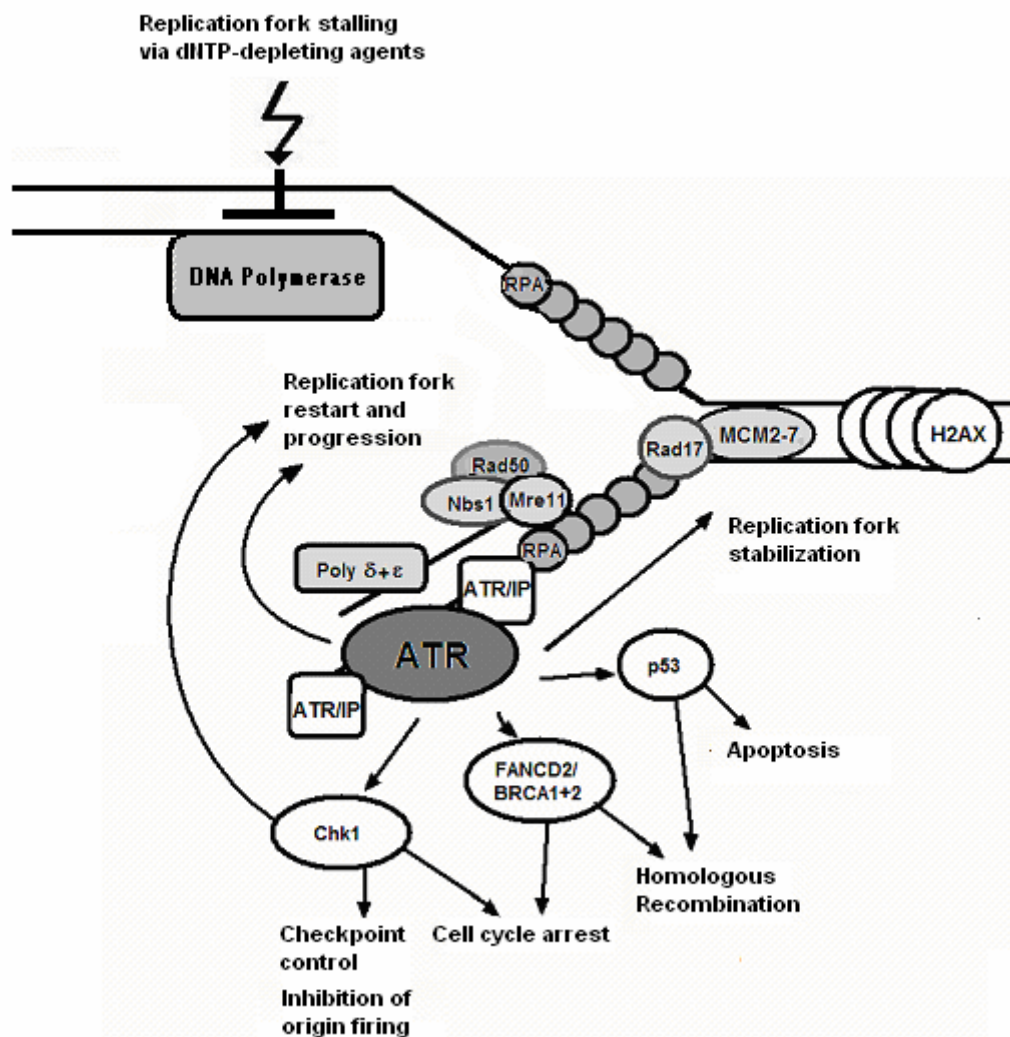 Replication fork stalling
via dNTP-depleting agents
DNA Polymerase
RPA
Replication fork
restart and
progression
Rad17
MCM2-7
H2AX
Rad50
Nbs1
Mre11
Replication fork
stabilization
RPA
Poly δ+ε
ATR/IP
ATR
p53
ATR/IP
Apoptosis
FANCD2/
BRCA1+2
Chk1
Homologous
Recombination
Checkpoint
control
Cell cycle arrest
Inhibition of
origin firing